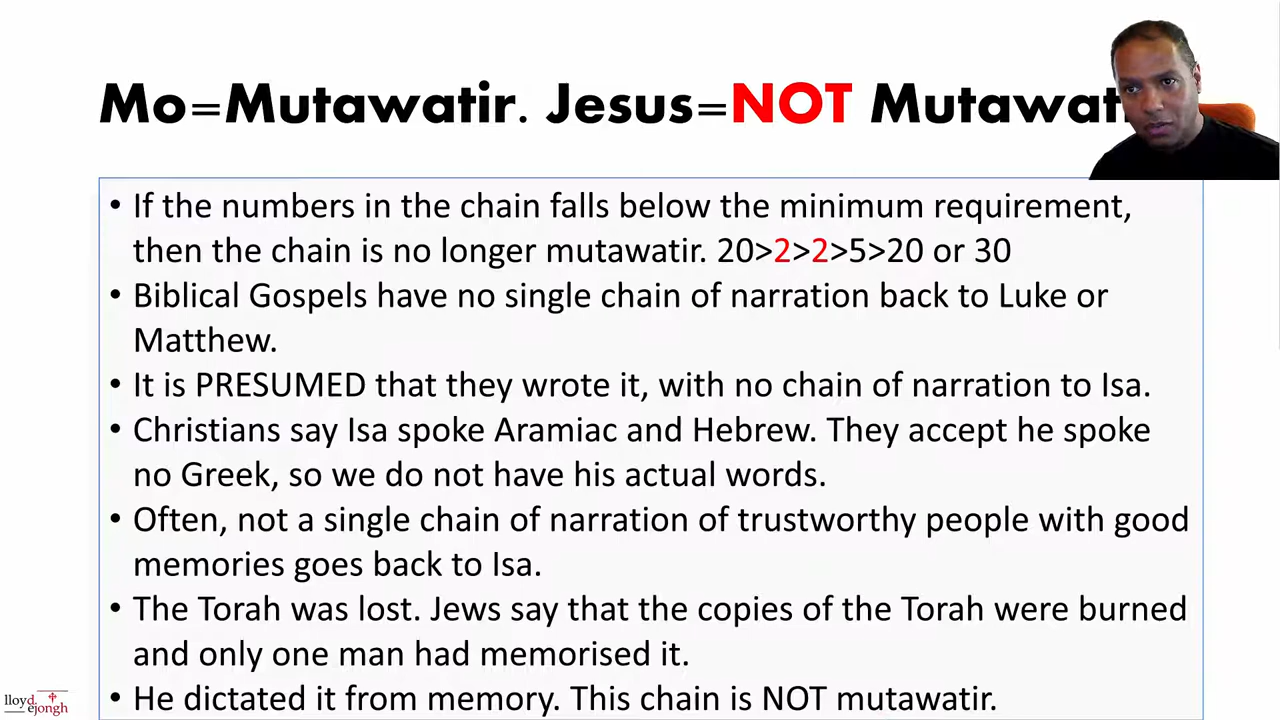 Mo=Mutawatir. Jesus=NOT Mutawat
• If the numbers in the chain falls below the minimum requirement,
then the chain is no longer mutawatir. 20>2>2>5>20 or 30
• Biblical Gospels have no single chain of narration back to Luke or
Matthew.
• It is PRESUMED that they wrote it, with no chain of narration to Isa.
• Christians say Isa spoke Aramiac and Hebrew. They accept he spoke
no Greek, so we do not have his actual words.
• Often, not a single chain of narration of trustworthy people with good
memories goes back to Isa.
• The Torah was lost. Jews say that the copies of the Torah were burned
and only one man had memorised it.
• He dictated it from memory. This chain is NOT mutawatir.
lloyd
ejongh